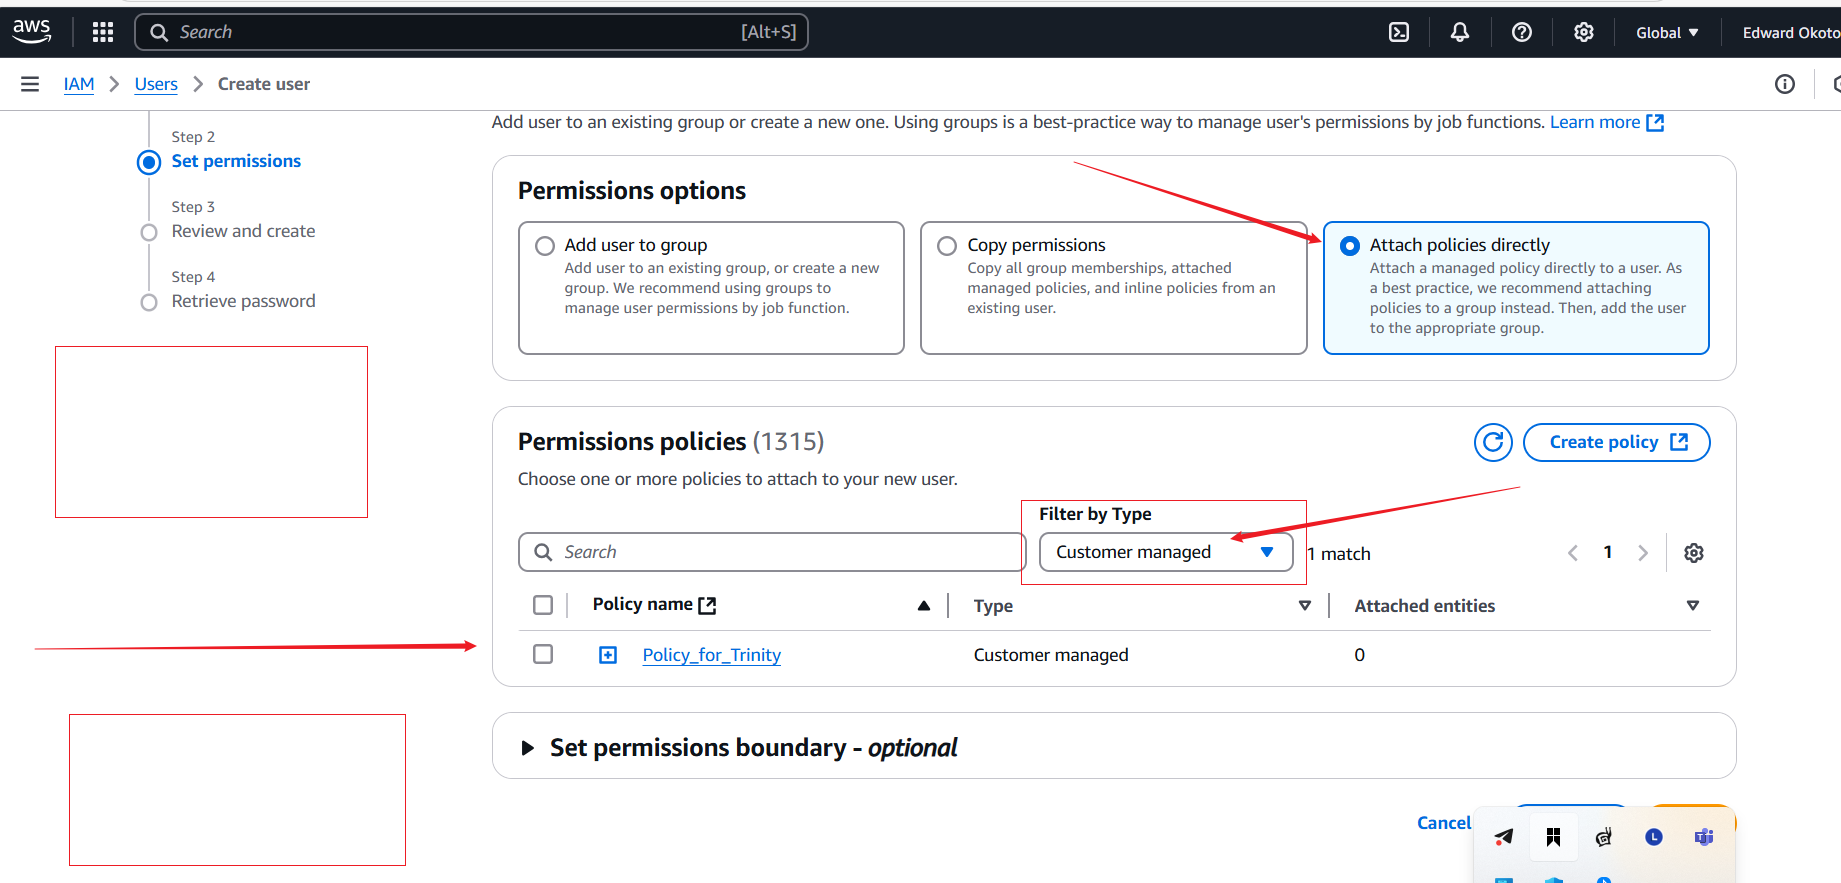 aws
Search
[Alt+S]
Global
Edward Okoto
IAM
Users
Create user
Step 2
Set permissions
Step 3
Review and create
Step 4
Retrieve password
Add user to an existing group or create a new one. Using groups is a best-practice way to manage user's permissions by job functions. Learn more
Permissions options
Add user to group
Add user to an existing group, or create a new
group. We recommend using groups to
manage user permissions by job function.
Copy permissions
Copy all group memberships, attached
managed policies, and inline policies from an
existing user.
Attach policies directly
Attach a managed policy directly to a user. As
a best practice, we recommend attaching
policies to a group instead. Then, add the user
to the appropriate group.
Permissions policies (1315)
Create policy
Choose one or more policies to attach to your new user.
Filter by Type
Search
Customer managed
1 match
1
Policy name
Type
Attached entities
Policy_for_Trinity
Customer managed
0
Set permissions boundary - optional
Cancel
L